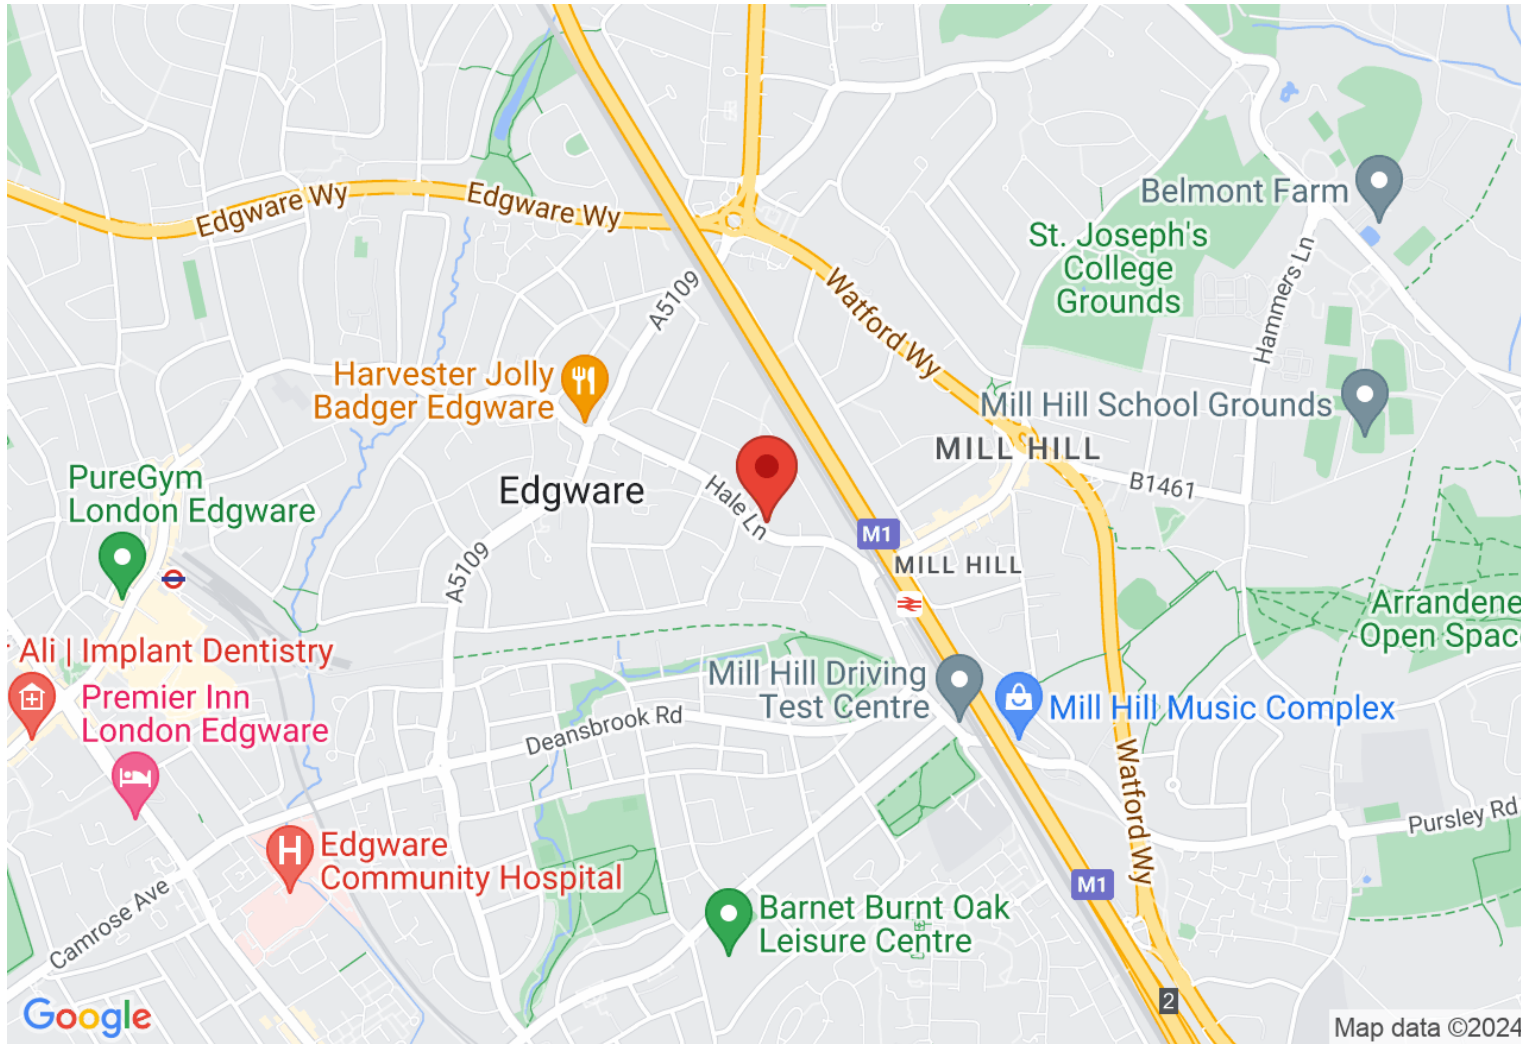 Edgware Wy
Edgware Wy
Belmont Farm
St. Joseph's
College
Grounds
Hammers Ln
A5109
Watford Wy
Harvester Jolly
Badger Edgware
Mill Hill School Grounds
MILL HILL
PureGym
London Edgware
Edgware
Hale Ln
B1461
M1
A5109
MILL HILL
Arrandene
Open Spac
Ali | Implant Dentistry
Mill Hill Driving
Test Centre
Premier Inn
London Edgware
Mill Hill Music Complex
Deansbrook Rd
Watford Wy
Pursley Rd
H
Edgware
Community Hospital
M1
Camrose Ave
Barnet Burnt Oak
Leisure Centre
2
Google
Map data ©2024